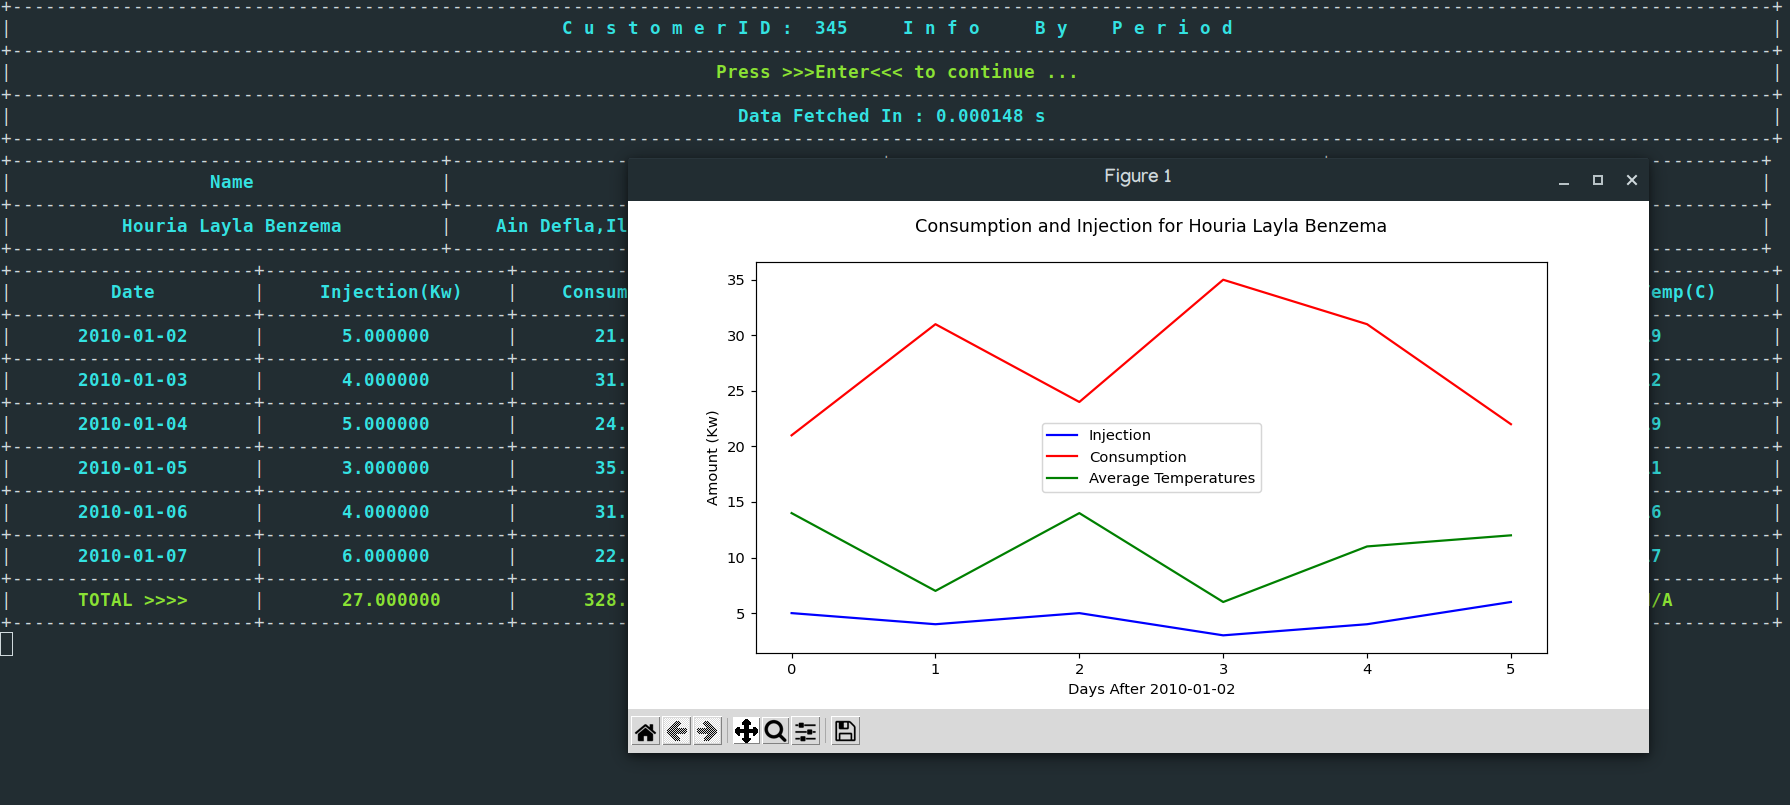 C u s t o m e r I D :  345     I n f o     B y    P e r i o d
Press >>>Enter<<< to continue ...
Data Fetched In : 0.000148 s
Name
Houria Layla Benzema | Ain Defla,Il
Date | Injection(Kw) | Consum emp(C)
2010-01-02 | 5.000000 | 21. 9
2010-01-03 | 4.000000 | 31. 2
2010-01-04 | 5.000000 | 24. 9
2010-01-05 | 3.000000 | 35. 1
2010-01-06 | 4.000000 | 31. 6
2010-01-07 | 6.000000 | 22. 7
TOTAL >>>> | 27.000000 | 328. /A
Figure 1
Consumption and Injection for Houria Layla Benzema
35
30
25
20
15
10
5
Amount (Kw)
Injection
Consumption
Average Temperatures
0 1 2 3 4 5
Days After 2010-01-02